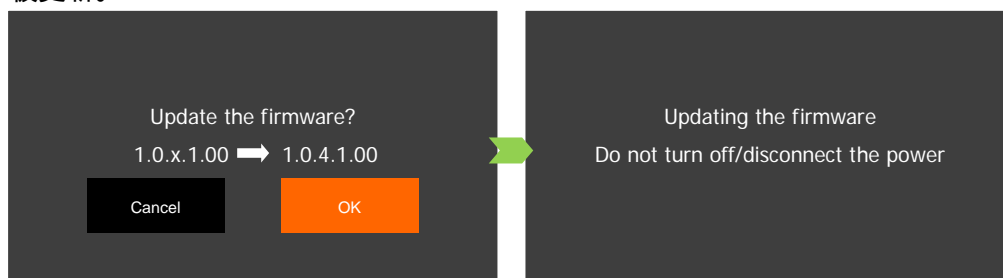 Update the firmware?
1.0.x.1.00 1.0.4.1.00
Cancel OK
Updating the firmware
Do not turn off/disconnect the power